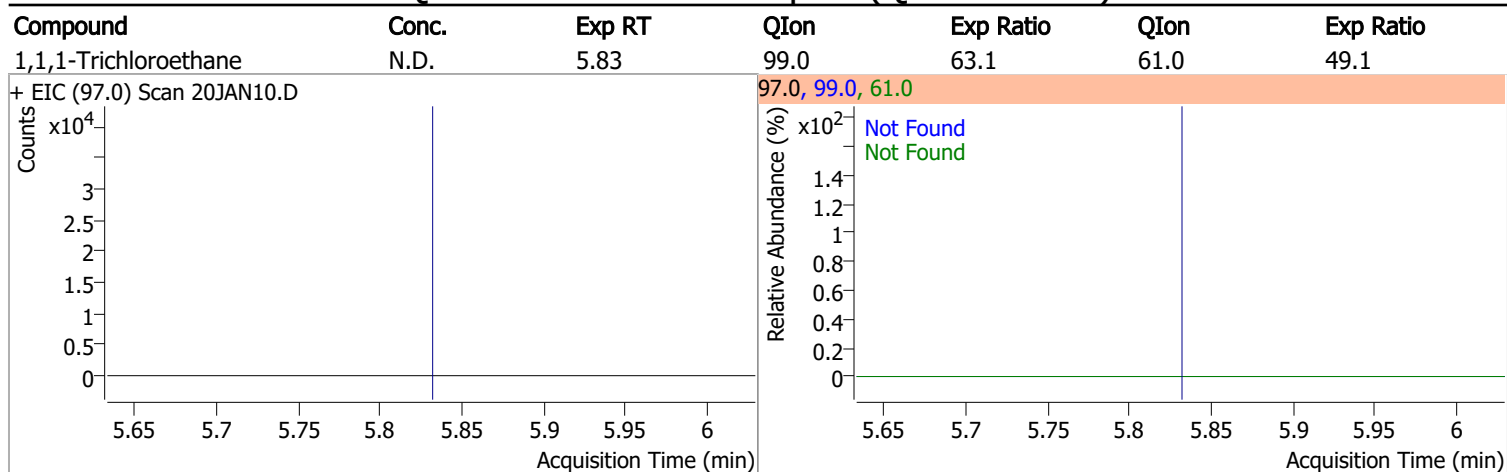 Compound Conc. Exp RT QIon Exp Ratio QIon Exp Ratio
1,1,1-Trichloroethane N.D. 5.83 99.0 63.1 61.0 49.1
+ EIC (97.0) Scan 20JAN10.D
Counts
x10⁴
3
2.5
2
1.5
1
0.5
0
5.65 5.7 5.75 5.8 5.85 5.9 5.95 6
Acquisition Time (min)
97.0, 99.0, 61.0
Relative Abundance (%)
x10²
Not Found
Not Found
1.4
1.2
1
0.8
0.6
0.4
0.2
0
5.65 5.7 5.75 5.8 5.85 5.9 5.95 6
Acquisition Time (min)